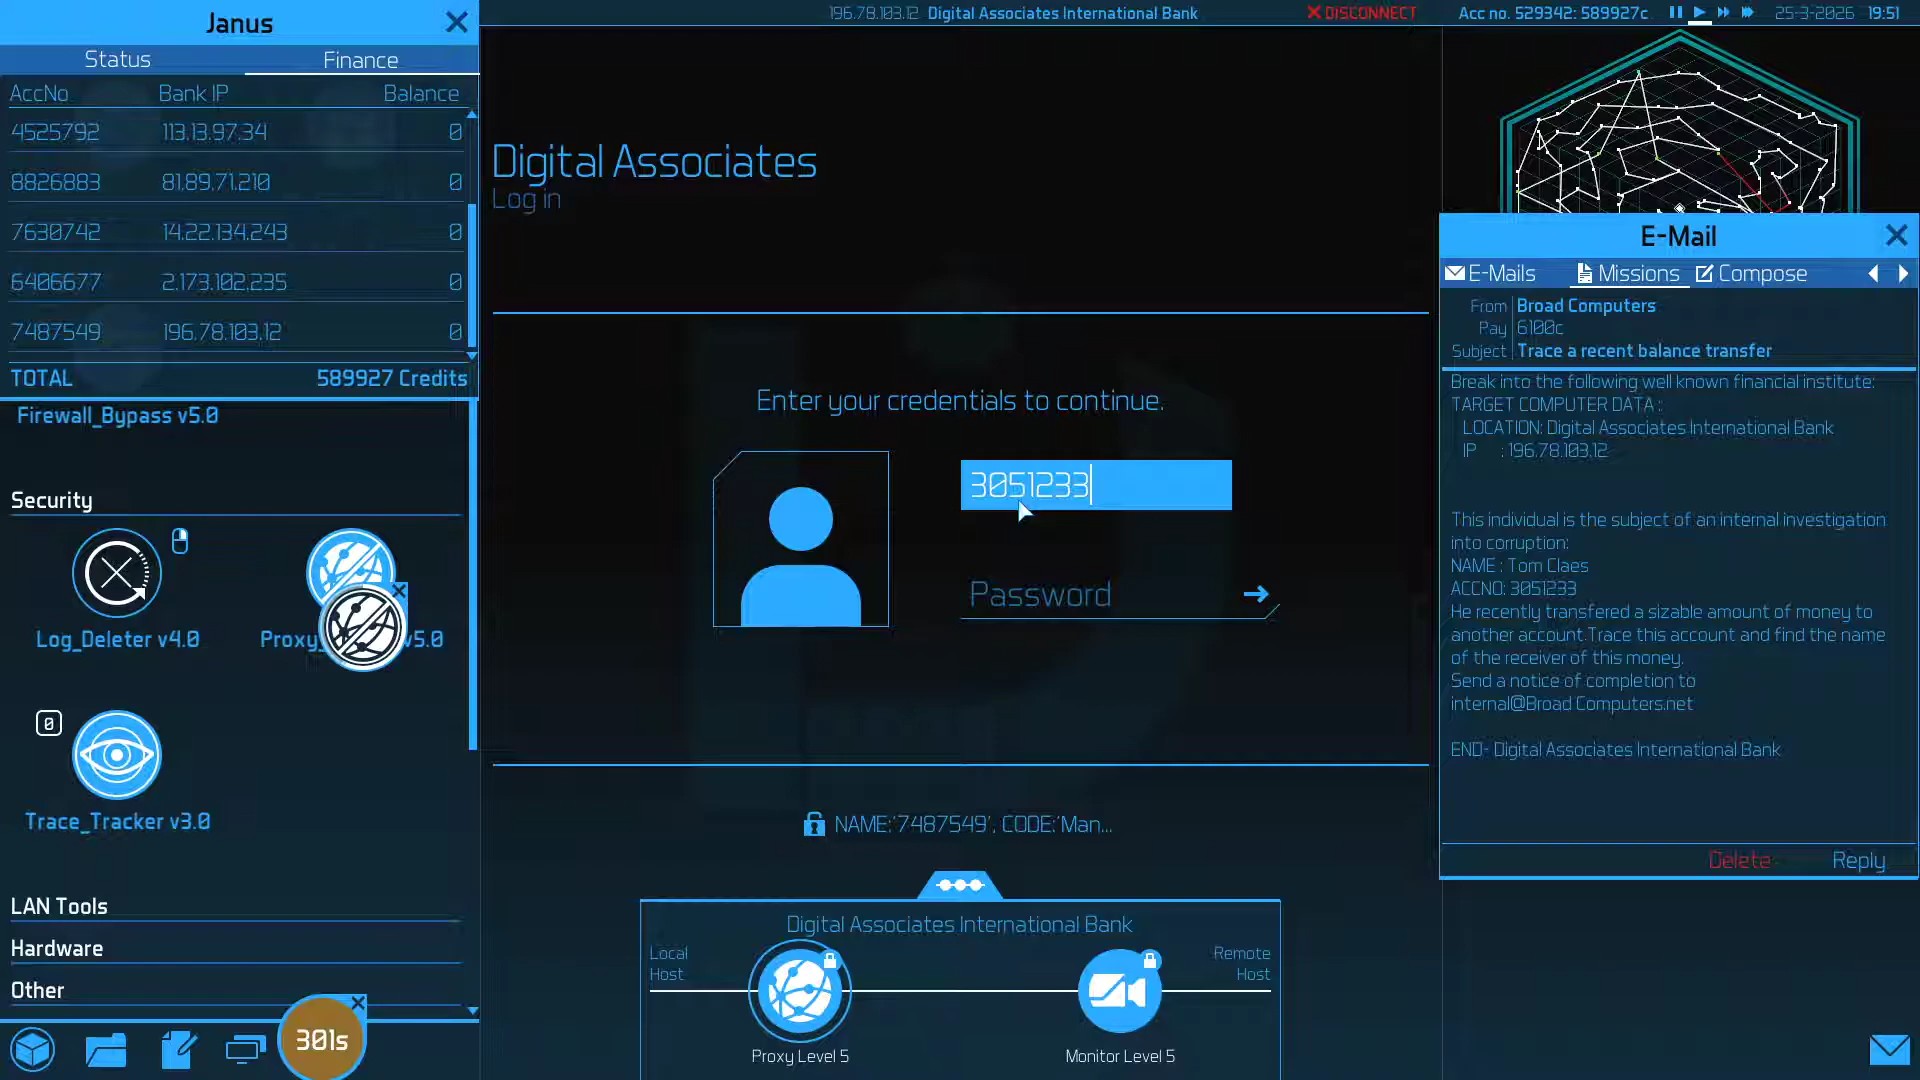 Janus
Status
Finance
AccNo
Bank IP
Balance
4525792 113.13.97.34 0
8826883 81.89.71.210 0
7630742 14.22.134.243 0
6406677 2.173.102.235 0
7487549 196.78.103.12 0
TOTAL 589927 Credits
Firewall_Bypass v5.0
Security
Log_Deleter v4.0
Proxy v5.0
0
Trace_Tracker v3.0
LAN Tools
Hardware
Other
301s
196.78.103.12 Digital Associates International Bank
DISCONNECT
Acc no. 529342: 589927c
25-3-2026 19:51
Digital Associates
Log in
Enter your credentials to continue.
3051233
Password
NAME:'7487549', CODE:'Man...
Digital Associates International Bank
Local
Host
Remote
Host
Proxy Level 5
Monitor Level 5
E-Mail
E-Mails
Missions
Compose
From Broad Computers
Pay 6100c
Subject Trace a recent balance transfer
Break into the following well known financial institute:
TARGET COMPUTER DATA :
LOCATION: Digital Associates International Bank
IP : 196.78.103.12
This individual is the subject of an internal investigation
into corruption:
NAME : Tom Claes
ACCNO: 3051233
He recently transfered a sizable amount of money to
another account.Trace this account and find the name
of the receiver of this money.
Send a notice of completion to
internal@Broad Computers.net
END- Digital Associates International Bank
Delete
Reply